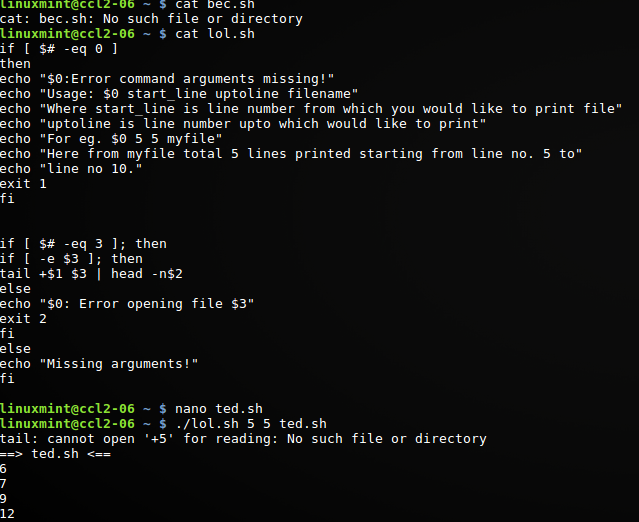 linuxmint@ccl2-06 ~ $ cat bec.sh
cat: bec.sh: No such file or directory
linuxmint@ccl2-06 ~ $ cat lol.sh
if [ $# -eq 0 ]
then
echo "$0:Error command arguments missing!"
echo "Usage: $0 start_line uptoline filename"
echo "Where start_line is line number from which you would like to print file"
echo "uptoline is line number upto which would like to print"
echo "For eg. $0 5 5 myfile"
echo "Here from myfile total 5 lines printed starting from line no. 5 to"
echo "line no 10."
exit 1
fi
if [ $# -eq 3 ]; then
if [ -e $3 ]; then
tail +$1 $3 | head -n$2
else
echo "$0: Error opening file $3"
exit 2
fi
else
echo "Missing arguments!"
fi
linuxmint@ccl2-06 ~ $ nano ted.sh
linuxmint@ccl2-06 ~ $ ./lol.sh 5 5 ted.sh
tail: cannot open '+5' for reading: No such file or directory
==> ted.sh <==
6
7
9
12